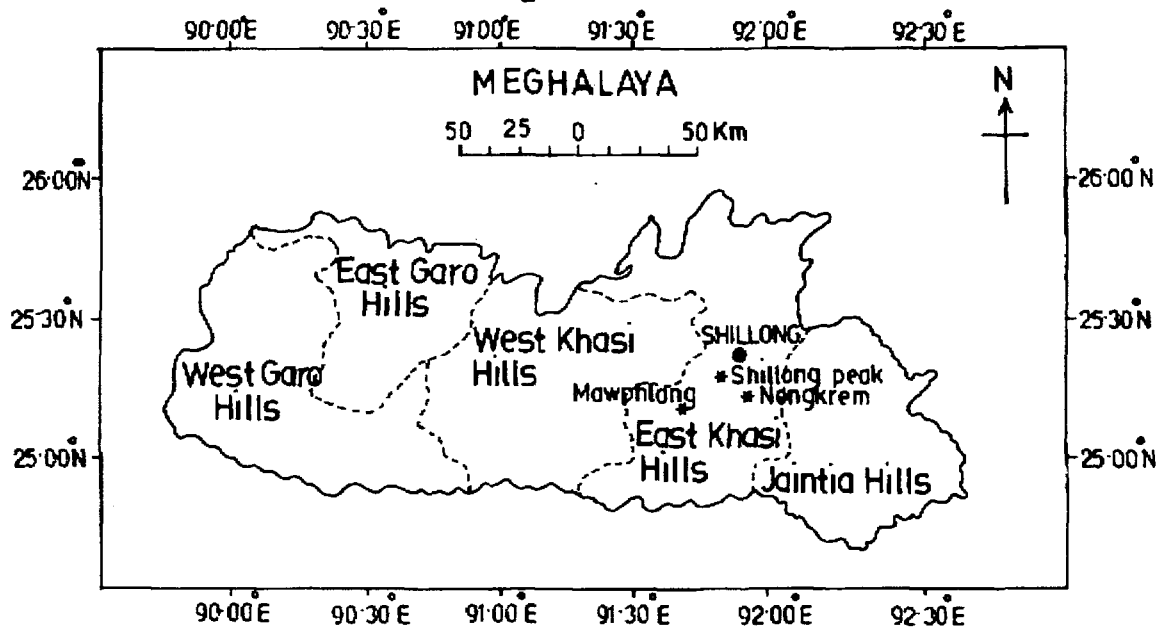 90·00°E 90·30°E 91·00°E 91·30°E 92·00°E 92·30°E
MEGHALAYA
N
50 25 0 50 Km
26·00°N 26·00°N
East Garo
Hills
25·30°N 25·30°N
West Khasi
Hills
SHILLONG
West Garo
Hills
* Shillong peak
Mawphlang
* Nongkrem
East Khasi
Hills
25·00°N 25·00°N
Jaintia Hills
90·00°E 90·30°E 91·00°E 91·30°E 92·00°E 92·30°E